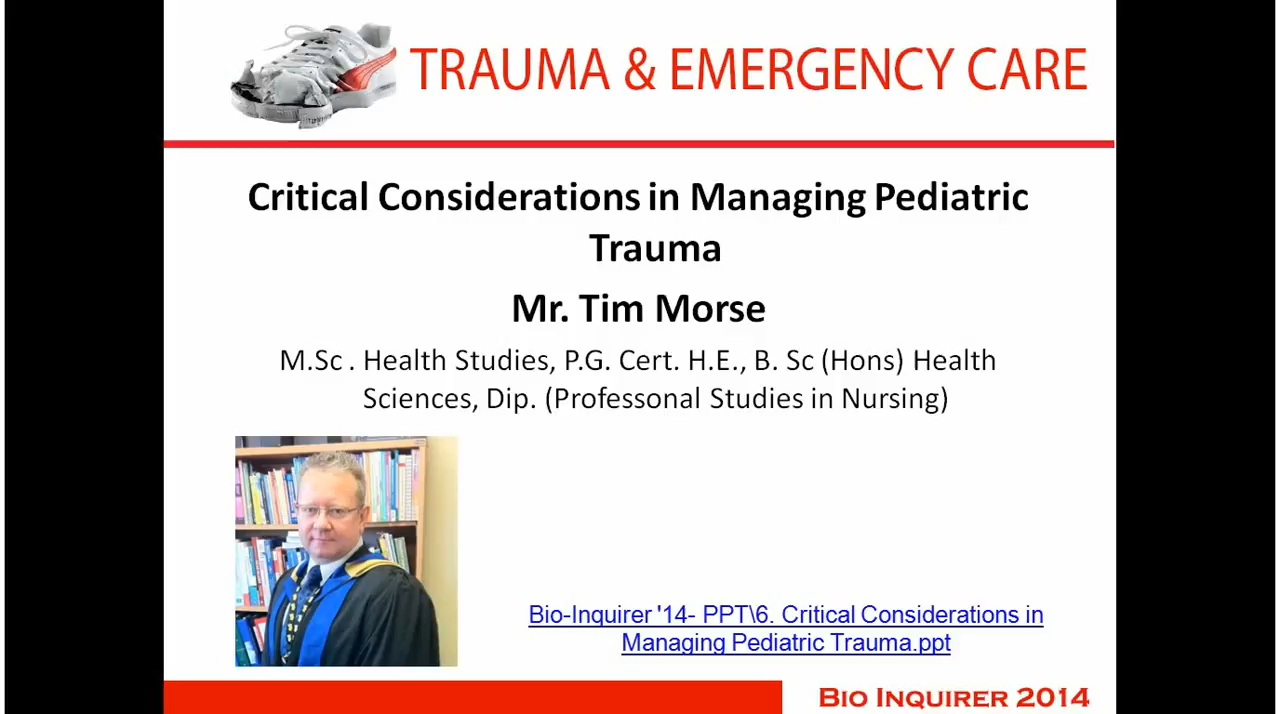 TRAUMA & EMERGENCY CARE
Critical Considerations in Managing Pediatric
Trauma
Mr. Tim Morse
M.Sc . Health Studies, P.G. Cert. H.E., B. Sc (Hons) Health
Sciences, Dip. (Professonal Studies in Nursing)
Bio-Inquirer '14- PPT\6. Critical Considerations in
Managing Pediatric Trauma.ppt
BIO INQUIRER 2014